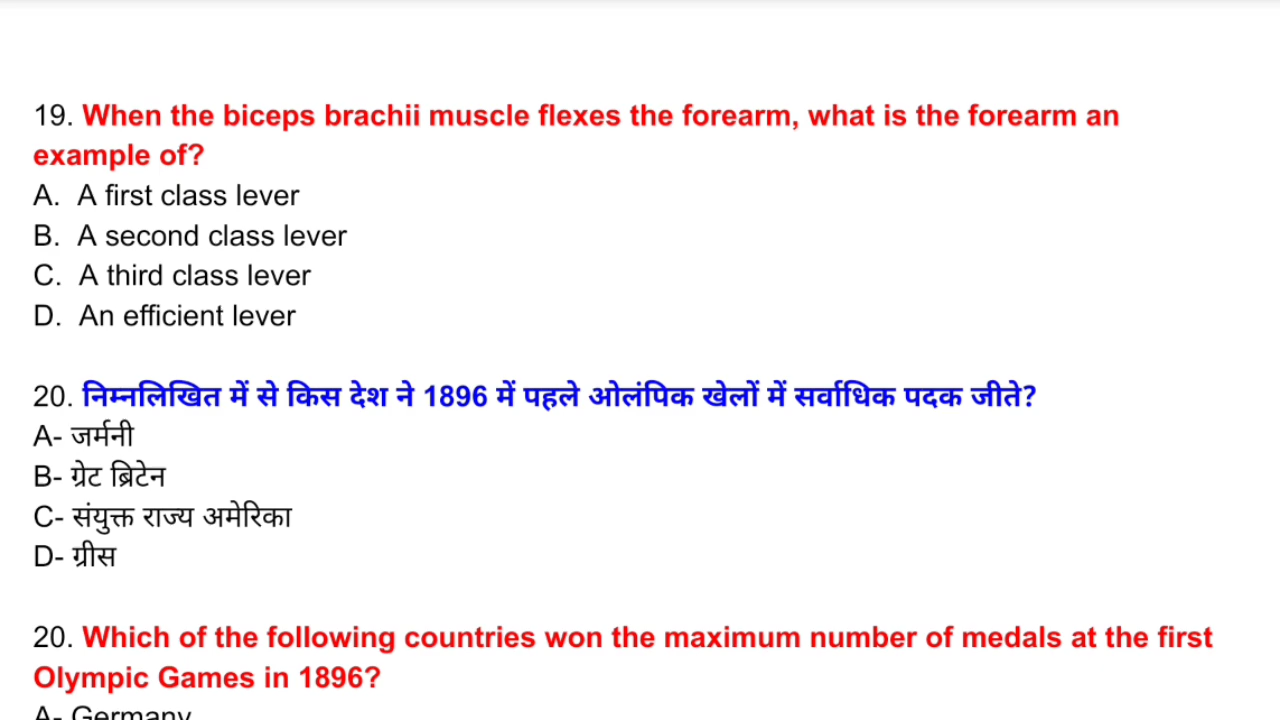 19. When the biceps brachii muscle flexes the forearm, what is the forearm an
example of?
A. A first class lever
B. A second class lever
C. A third class lever
D. An efficient lever
20. निम्नलिखित में से किस देश ने 1896 में पहले ओलंपिक खेलों में सर्वाधिक पदक जीते?
A- जर्मनी
B- ग्रेट ब्रिटेन
C- संयुक्त राज्य अमेरिका
D- ग्रीस
20. Which of the following countries won the maximum number of medals at the first
Olympic Games in 1896?
A- Germany